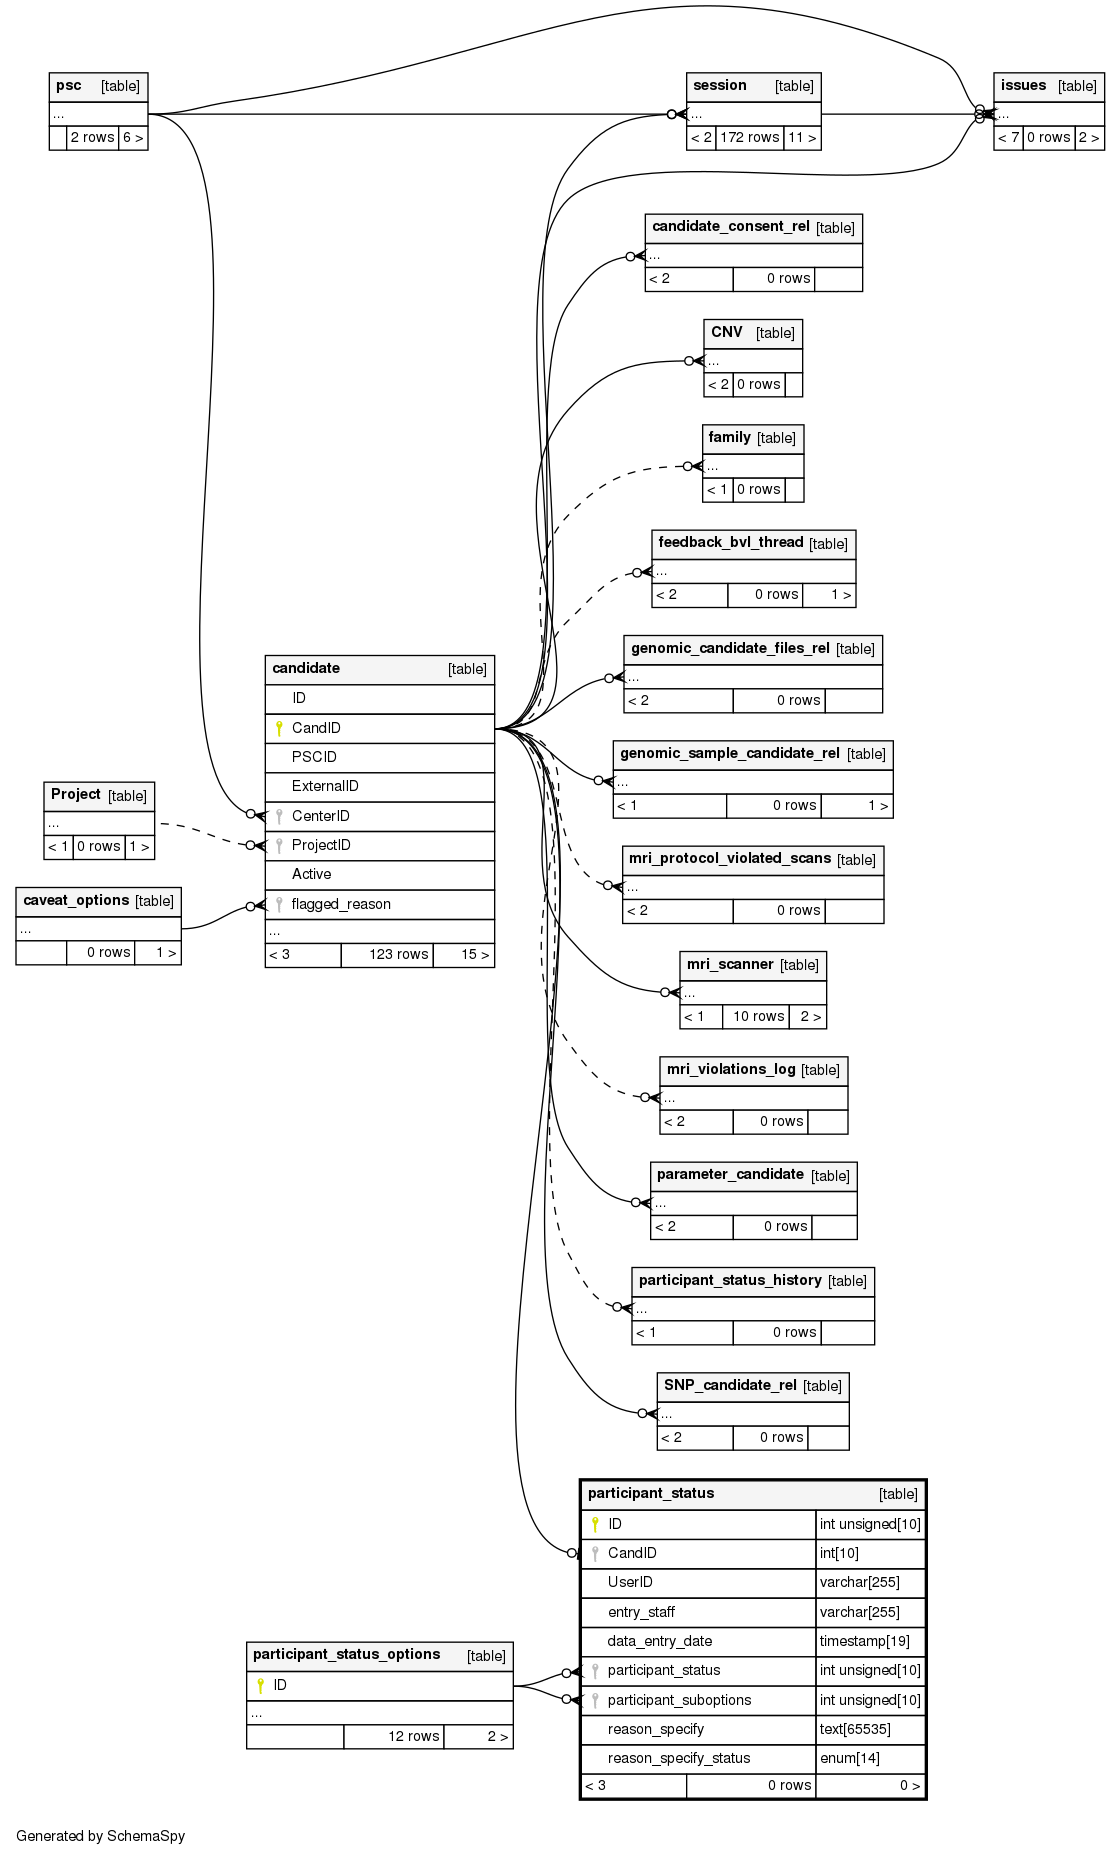 psc [table]
...
2 rows 6 >
session [table]
...
< 2 172 rows 11 >
issues [table]
...
< 7 0 rows 2 >
candidate_consent_rel [table]
...
< 2 0 rows
CNV [table]
...
< 2 0 rows
family [table]
...
< 1 0 rows
feedback_bvl_thread [table]
...
< 2 0 rows 1 >
genomic_candidate_files_rel [table]
...
< 2 0 rows
candidate [table]
ID
CandID
PSCID
ExternalID
CenterID
ProjectID
Active
flagged_reason
...
< 3 123 rows 15 >
genomic_sample_candidate_rel [table]
...
< 1 0 rows 1 >
Project [table]
...
< 1 0 rows 1 >
mri_protocol_violated_scans [table]
...
< 2 0 rows
caveat_options [table]
...
0 rows 1 >
mri_scanner [table]
...
< 1 10 rows 2 >
mri_violations_log [table]
...
< 2 0 rows
parameter_candidate [table]
...
< 2 0 rows
participant_status_history [table]
...
< 1 0 rows
SNP_candidate_rel [table]
...
< 2 0 rows
participant_status [table]
ID int unsigned[10]
CandID int[10]
UserID varchar[255]
entry_staff varchar[255]
data_entry_date timestamp[19]
participant_status int unsigned[10]
participant_suboptions int unsigned[10]
reason_specify text[65535]
reason_specify_status enum[14]
< 3 0 rows 0 >
participant_status_options [table]
ID
...
12 rows 2 >
Generated by SchemaSpy